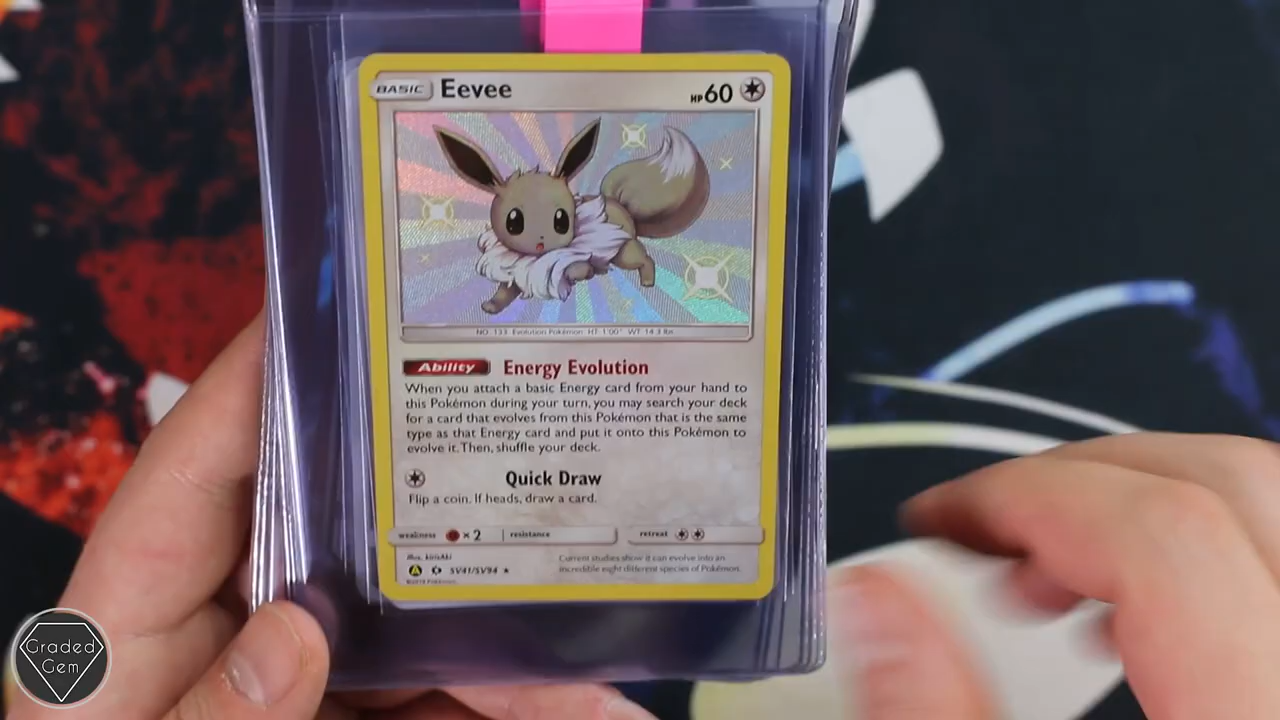 BASIC Eevee HP60
NO. 133 Evolution Pokémon HT: 1'00" WT: 14.3 lbs
Ability Energy Evolution
When you attach a basic Energy card from your hand to
this Pokémon during your turn, you may search your deck
for a card that evolves from this Pokémon that is the same
type as that Energy card and put it onto this Pokémon to
evolve it. Then, shuffle your deck.
Quick Draw
Flip a coin. If heads, draw a card.
weakness ×2 resistance retreat
Illus. kirisAki
Current studies show it can evolve into an
incredible eight different species of Pokémon.
SV41/SV94
©2019 Pokémon
Graded
Gem